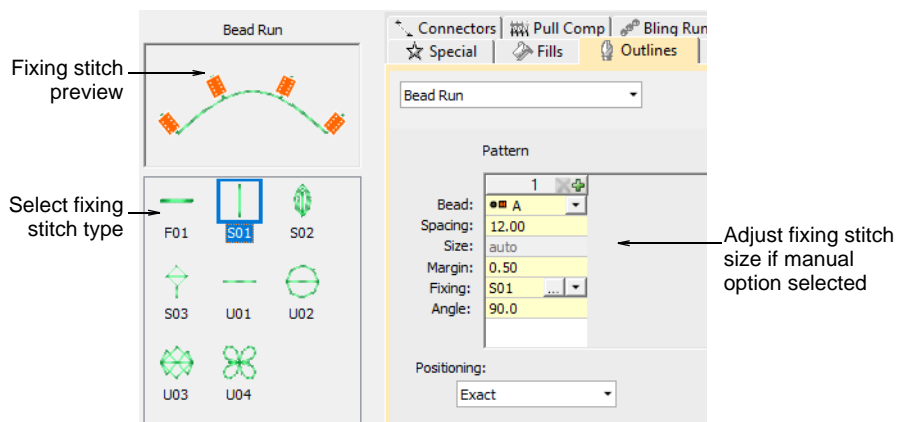 Bead Run
Fixing stitch
preview
Select fixing
stitch type
F01 S01 S02
S03 U01 U02
U03 U04
Connectors Pull Comp Bling Run
Special Fills Outlines
Bead Run
Pattern
1
Bead: A
Spacing: 12.00
Size: auto
Margin: 0.50
Fixing: S01 ...
Angle: 90.0
Positioning:
Exact
Adjust fixing stitch
size if manual
option selected